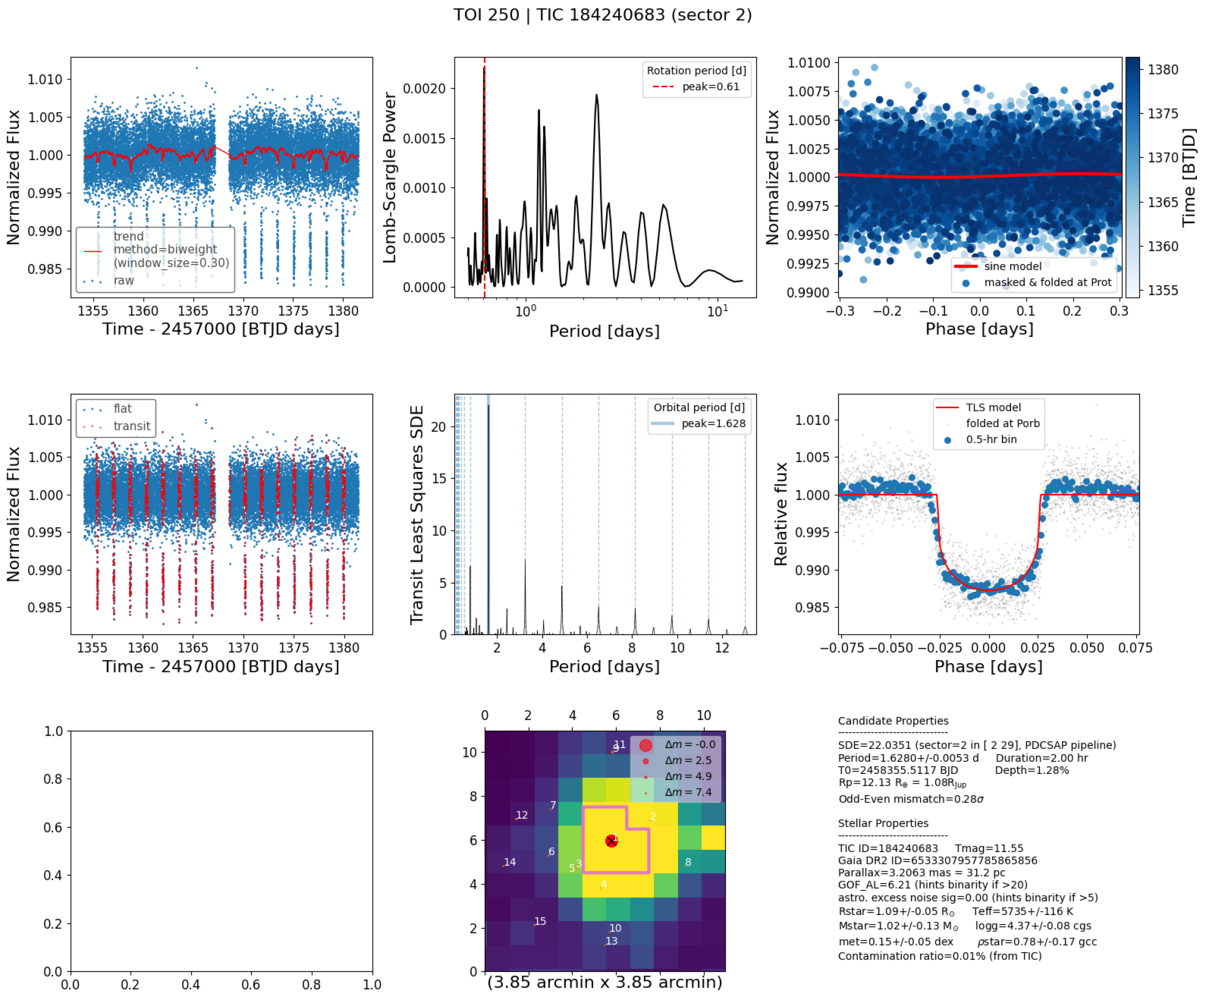 TOI 250 | TIC 184240683 (sector 2)
Normalized Flux
1.010
1.005
1.000
0.995
0.990
0.985
trend
method=biweight
(window_size=0.30)
raw
1355 1360 1365 1370 1375 1380
Time - 2457000 [BTJD days]
Lomb-Scargle Power
0.0020
0.0015
0.0010
0.0005
0.0000
Rotation period [d]
peak=0.61
10^0 10^1
Period [days]
Normalized Flux
1.0100
1.0075
1.0050
1.0025
1.0000
0.9975
0.9950
0.9925
0.9900
sine model
masked & folded at Prot
−0.3 −0.2 −0.1 0.0 0.1 0.2 0.3
Phase [days]
1380
1375
1370
1365
1360
1355
Time [BTJD]
Normalized Flux
1.010
1.005
1.000
0.995
0.990
0.985
flat
transit
1355 1360 1365 1370 1375 1380
Time - 2457000 [BTJD days]
Transit Least Squares SDE
20
15
10
5
0
Orbital period [d]
peak=1.628
2 4 6 8 10 12
Period [days]
Relative flux
1.010
1.005
1.000
0.995
0.990
0.985
TLS model
folded at Porb
0.5-hr bin
−0.075 −0.050 −0.025 0.000 0.025 0.050 0.075
Phase [days]
1.0
0.8
0.6
0.4
0.2
0.0
0.0 0.2 0.4 0.6 0.8 1.0
0 2 4 6 8 10
10
8
6
4
2
0
Δm = -0.0
Δm = 2.5
Δm = 4.9
Δm = 7.4
11
9
7
12
2
6
14
5
3
8
4
15
10
13
0 2 4 6 8 10
(3.85 arcmin x 3.85 arcmin)
Candidate Properties
------------------------------
SDE=22.0351 (sector=2 in [ 2 29], PDCSAP pipeline)
Period=1.6280+/-0.0053 d Duration=2.00 hr
T0=2458355.5117 BJD Depth=1.28%
Rp=12.13 R⊕ = 1.08RJup
Odd-Even mismatch=0.28σ
Stellar Properties
------------------------------
TIC ID=184240683 Tmag=11.55
Gaia DR2 ID=6533307957785865856
Parallax=3.2063 mas = 31.2 pc
GOF_AL=6.21 (hints binarity if >20)
astro. excess noise sig=0.00 (hints binarity if >5)
Rstar=1.09+/-0.05 R⊙ Teff=5735+/-116 K
Mstar=1.02+/-0.13 M⊙ logg=4.37+/-0.08 cgs
met=0.15+/-0.05 dex ρstar=0.78+/-0.17 gcc
Contamination ratio=0.01% (from TIC)